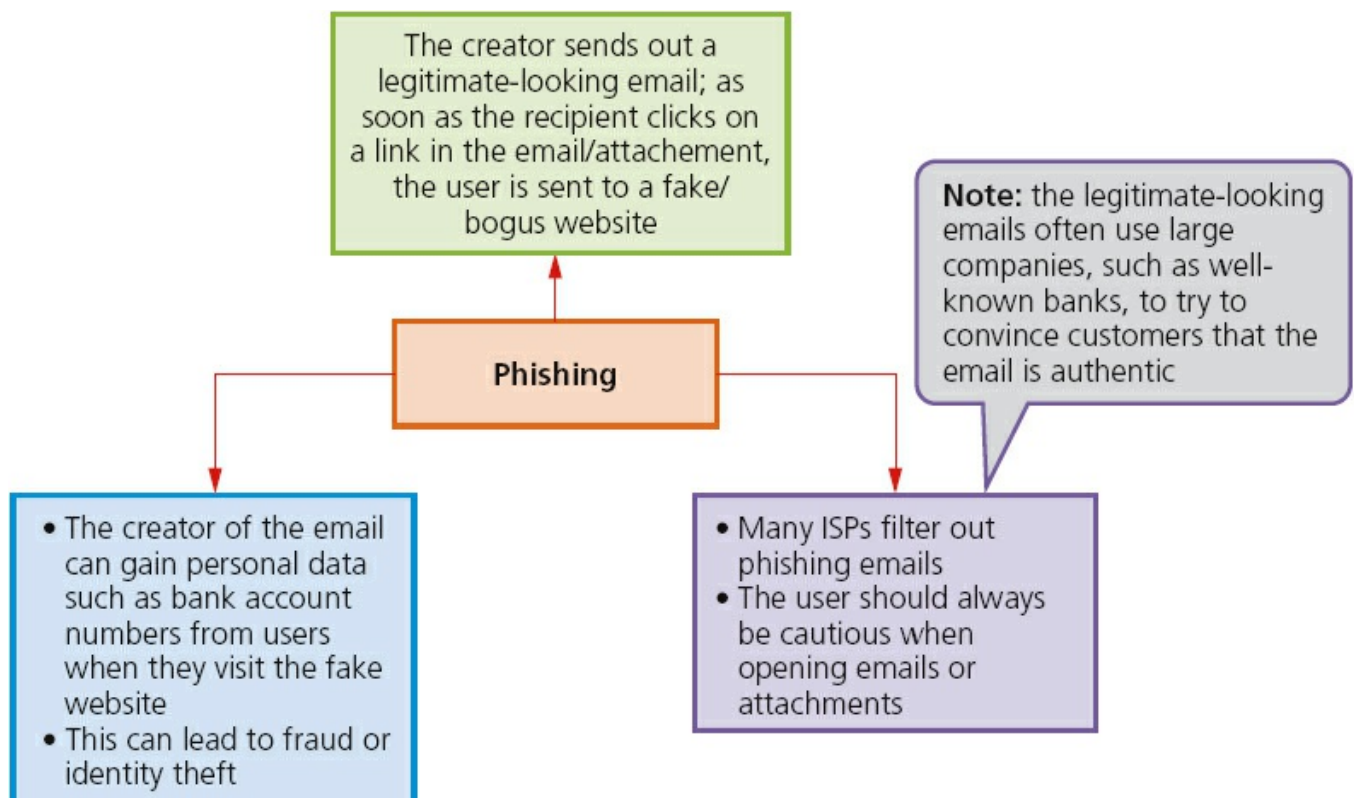 The creator sends out a
legitimate-looking email; as
soon as the recipient clicks on
a link in the email/attachement,
the user is sent to a fake/
bogus website
Note: the legitimate-looking
emails often use large
companies, such as well-
known banks, to try to
convince customers that the
email is authentic
Phishing
• The creator of the email
can gain personal data
such as bank account
numbers from users
when they visit the fake
website
• This can lead to fraud or
identity theft
• Many ISPs filter out
phishing emails
• The user should always
be cautious when
opening emails or
attachments